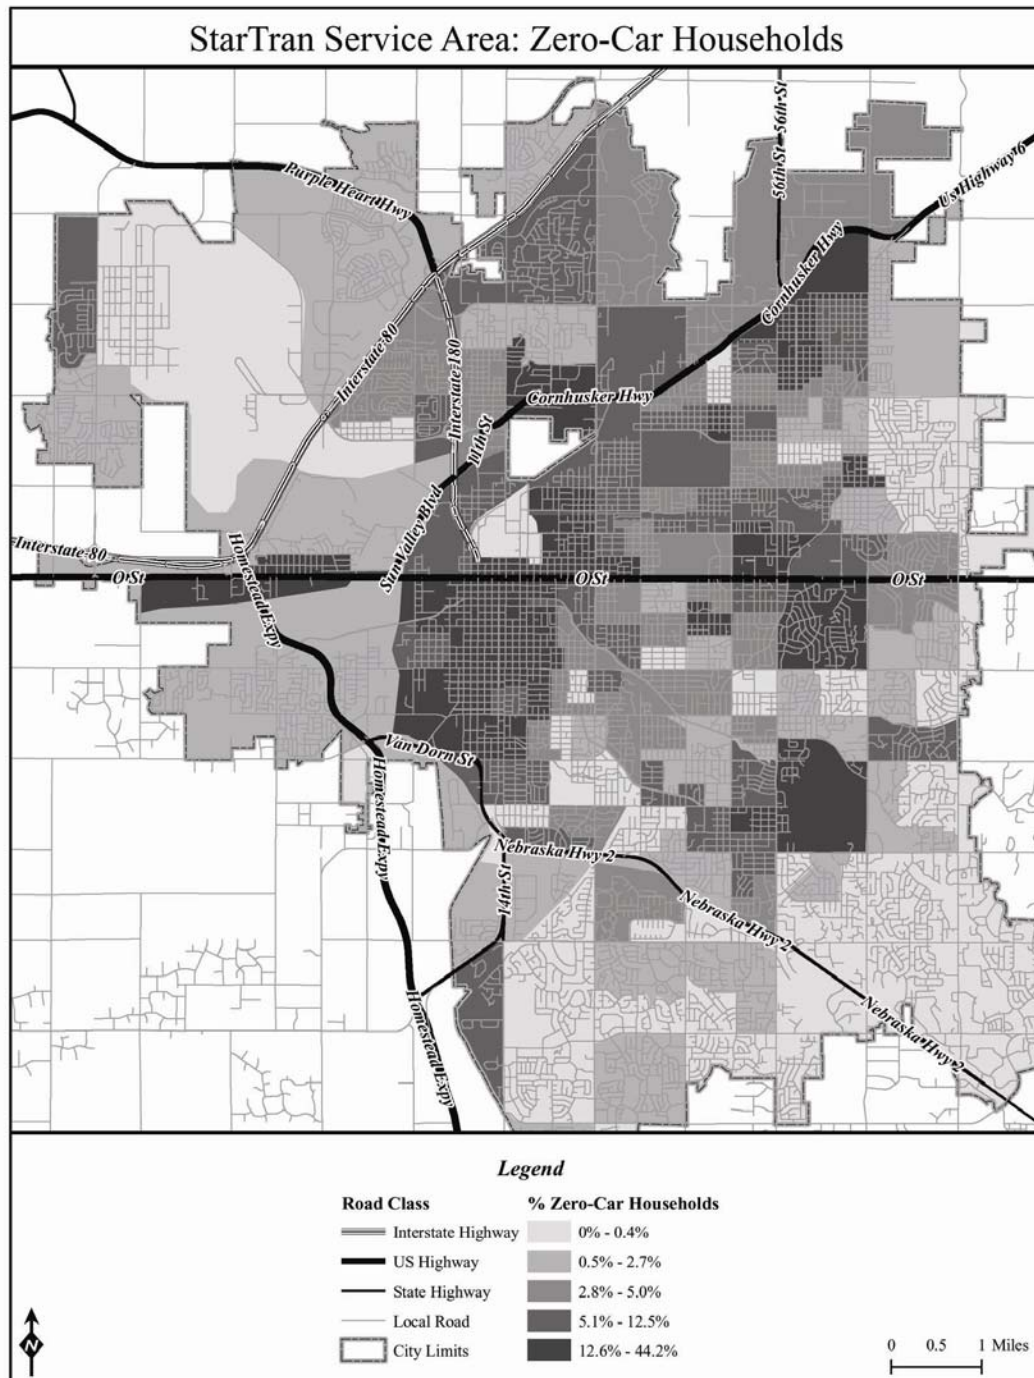 StarTran Service Area: Zero-Car Households
56th St
56th St
Us Highway 6
Purple Heart Hwy
Cornhusker Hwy
Interstate 80
Interstate 180
Cornhusker Hwy
11th St
Sun Valley Blvd
Interstate 80
Homestead Expy
O St
O St
O St
Van Dorn St
Homestead Expy
Nebraska Hwy 2
14th St
Nebraska Hwy 2
Homestead Expy
Nebraska Hwy 2
Legend
Road Class
Interstate Highway
US Highway
State Highway
Local Road
City Limits
% Zero-Car Households
0% - 0.4%
0.5% - 2.7%
2.8% - 5.0%
5.1% - 12.5%
12.6% - 44.2%
N
0 0.5 1 Miles